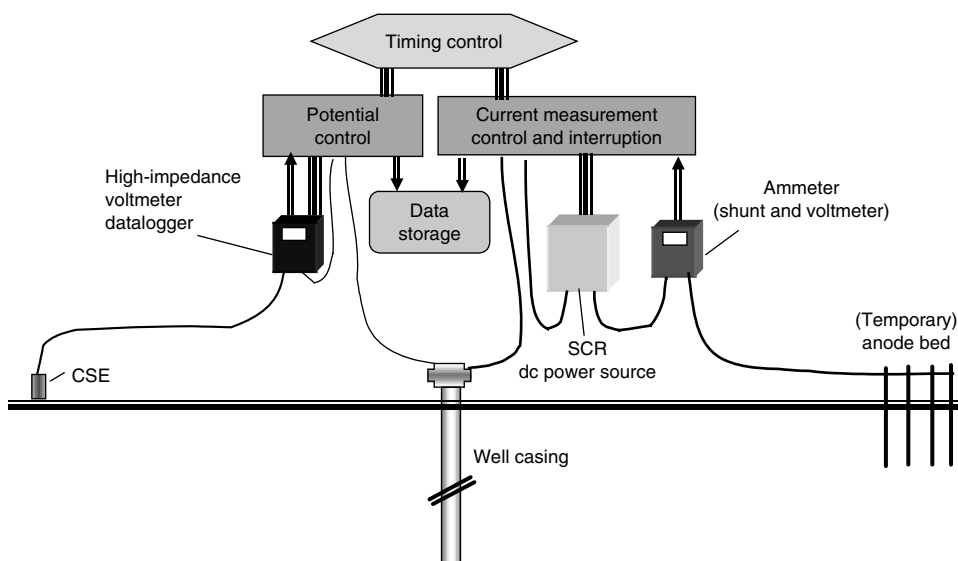 Timing control
Potential
control
Current measurement
control and interruption
High-impedance
voltmeter
datalogger
Data
storage
Ammeter
(shunt and voltmeter)
SCR
dc power source
(Temporary)
anode bed
CSE
Well casing